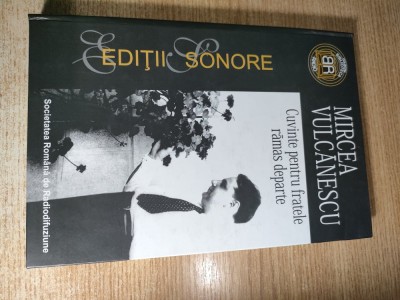 EDIŢII SONORE
MIRCEA
VULCĂNESCU
Cuvinte pentru fratele
rămas departe
Societatea Română de Radiodifuziune